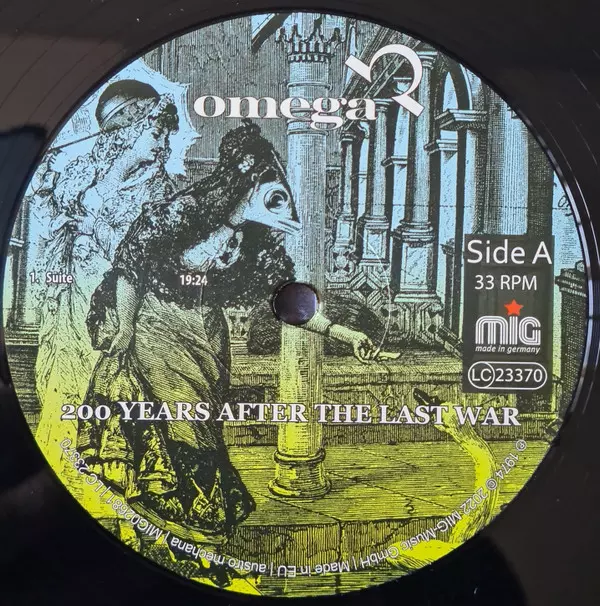 omega
Side A
33 RPM
1. Suite 19:24
MiG
made in germany
LC 23370
200 YEARS AFTER THE LAST WAR
℗ 1974 © 2022 MIG-Music GmbH | Made in EU | austro mechana | MIG02681 | LC 23370